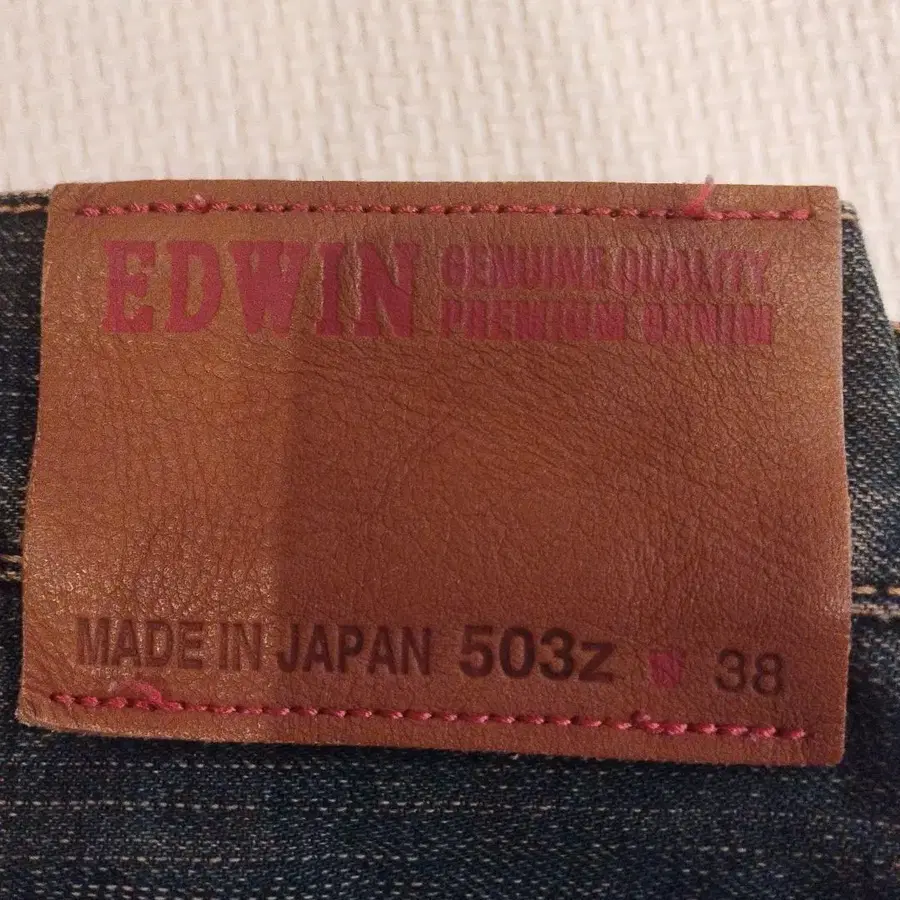 EDWIN GENUINE QUALITY
PREMIUM DENIM
MADE IN JAPAN 503z W 38